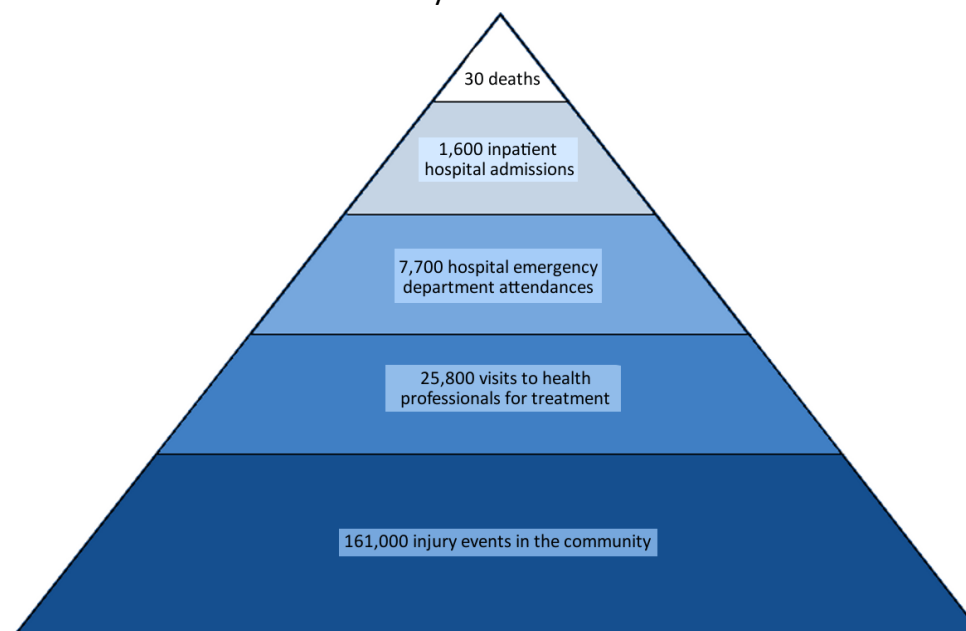 30 deaths
1,600 inpatient
hospital admissions
7,700 hospital emergency
department attendances
25,800 visits to health
professionals for treatment
161,000 injury events in the community